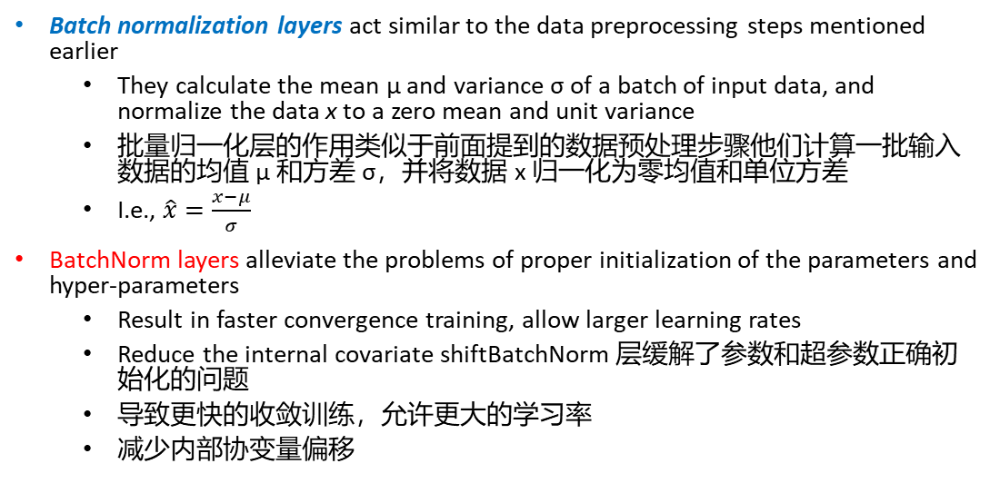 • Batch normalization layers act similar to the data preprocessing steps mentioned
earlier
• They calculate the mean μ and variance σ of a batch of input data, and
normalize the data x to a zero mean and unit variance
• 批量归一化层的作用类似于前面提到的数据预处理步骤他们计算一批输入
数据的均值 μ 和方差 σ，并将数据 x 归一化为零均值和单位方差
• I.e., x̂ = (x−μ)/σ
• BatchNorm layers alleviate the problems of proper initialization of the parameters and
hyper-parameters
• Result in faster convergence training, allow larger learning rates
• Reduce the internal covariate shiftBatchNorm 层缓解了参数和超参数正确初
始化的问题
• 导致更快的收敛训练，允许更大的学习率
• 减少内部协变量偏移